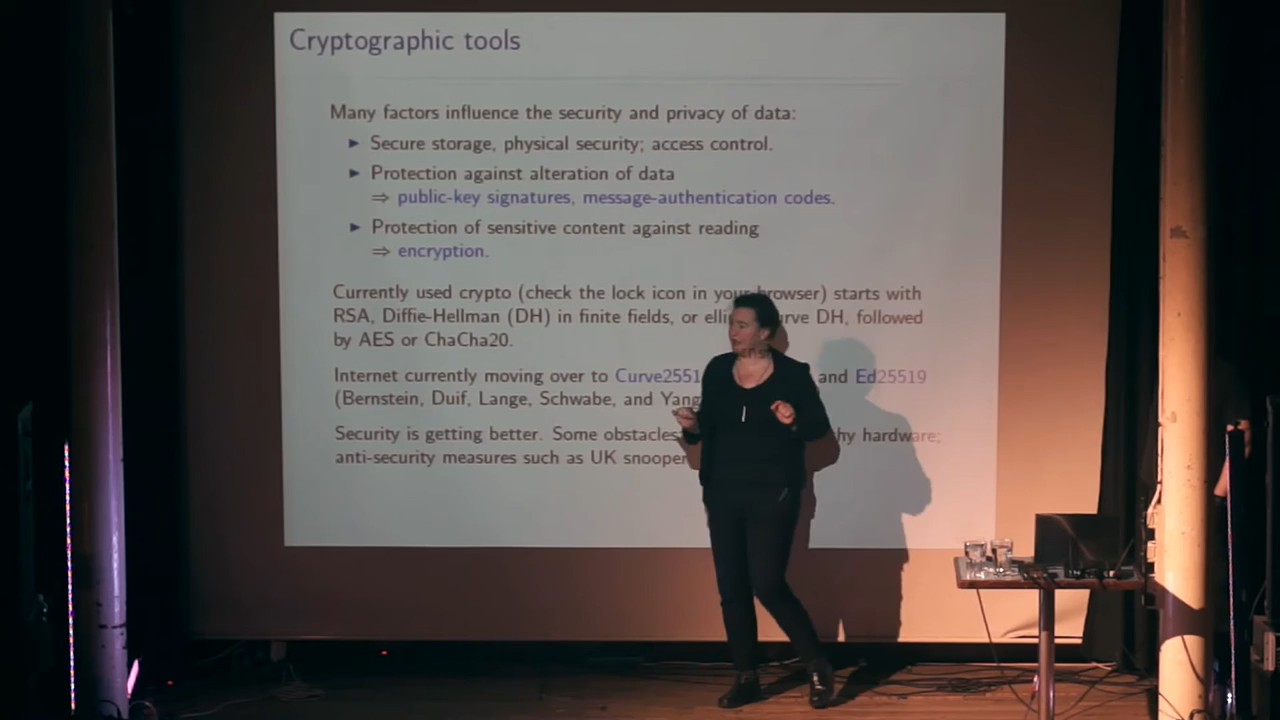 Cryptographic tools
Many factors influence the security and privacy of data:
Secure storage, physical security; access control.
Protection against alteration of data
⇒ public-key signatures, message-authentication codes.
Protection of sensitive content against reading
⇒ encryption.
Currently used crypto (check the lock icon in your browser) starts with
RSA, Diffie-Hellman (DH) in finite fields, or elliptic curve DH, followed
by AES or ChaCha20.
Internet currently moving over to Curve2551 and Ed25519
(Bernstein, Duif, Lange, Schwabe, and Yang
Security is getting better. Some obstacles hardware;
anti-security measures such as UK